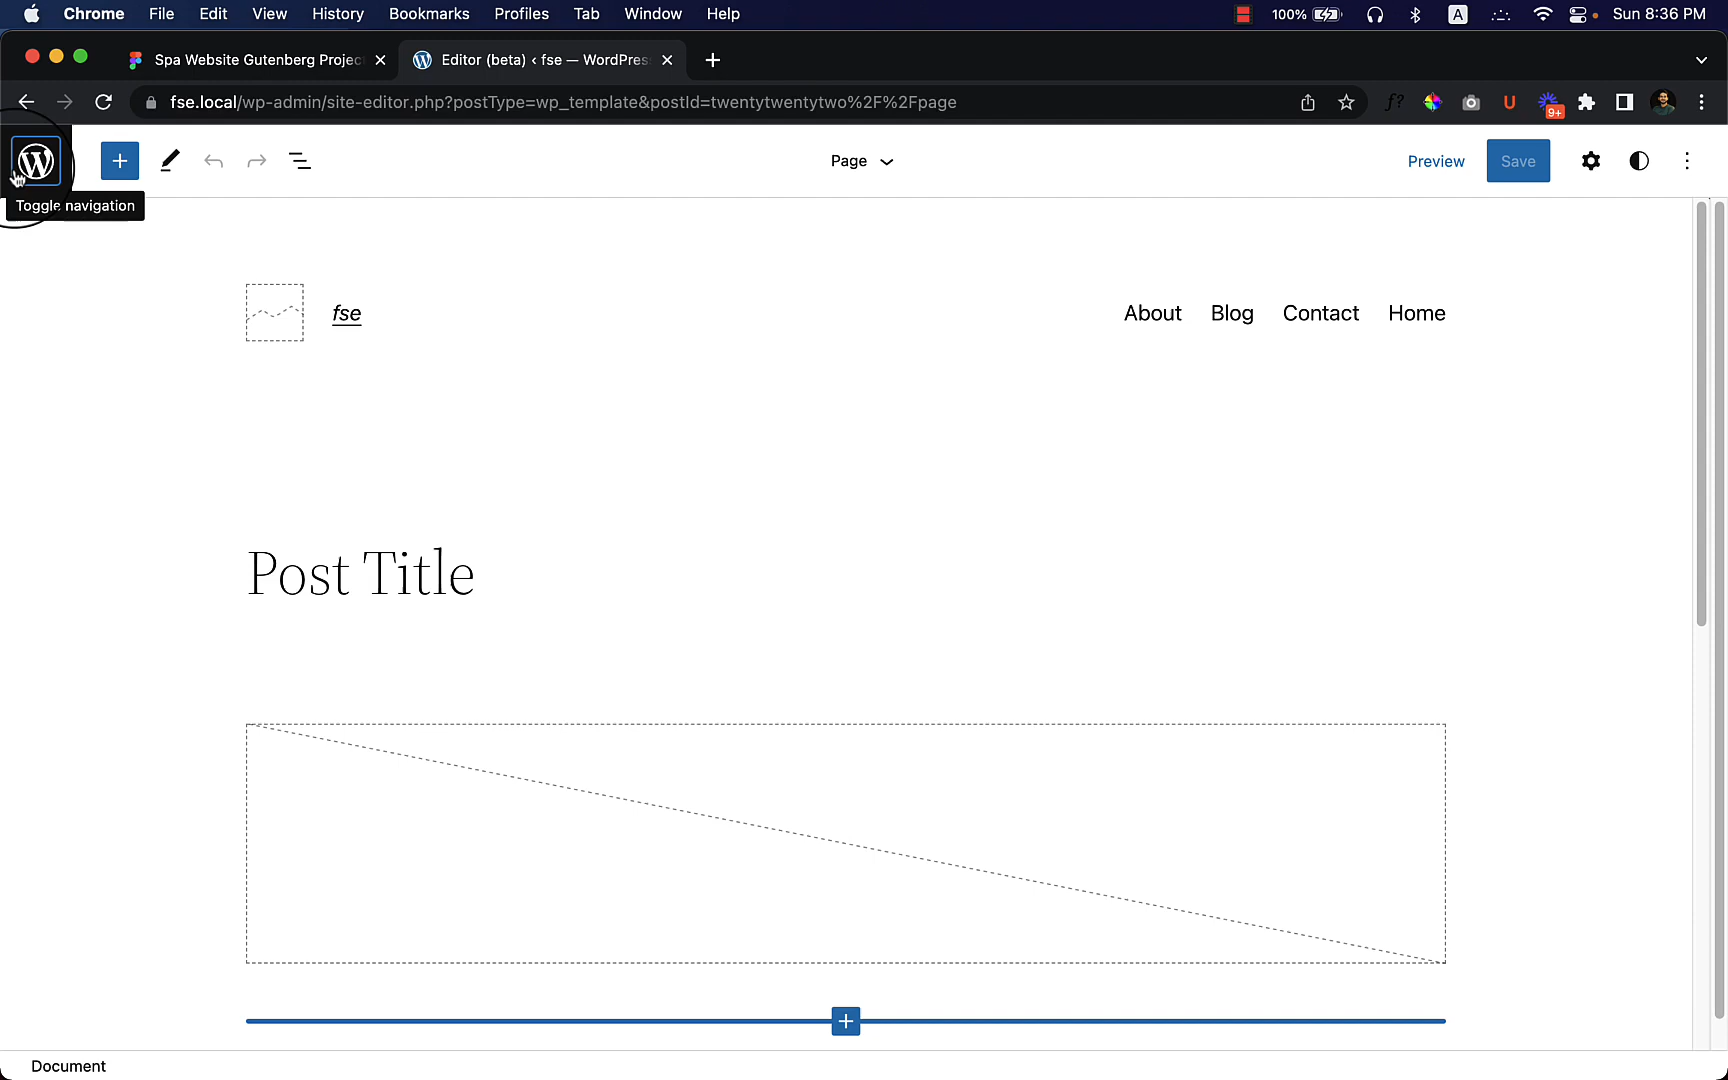 Chrome File Edit View History Bookmarks Profiles Tab Window Help 100% A Sun 8:36 PM
Spa Website Gutenberg Projec Editor (beta) ‹ fse — WordPres
fse.local/wp-admin/site-editor.php?postType=wp_template&postId=twentytwentytwo%2F%2Fpage f? U 9+
Page Preview Save
Toggle navigation
fse About Blog Contact Home
Post Title
Document